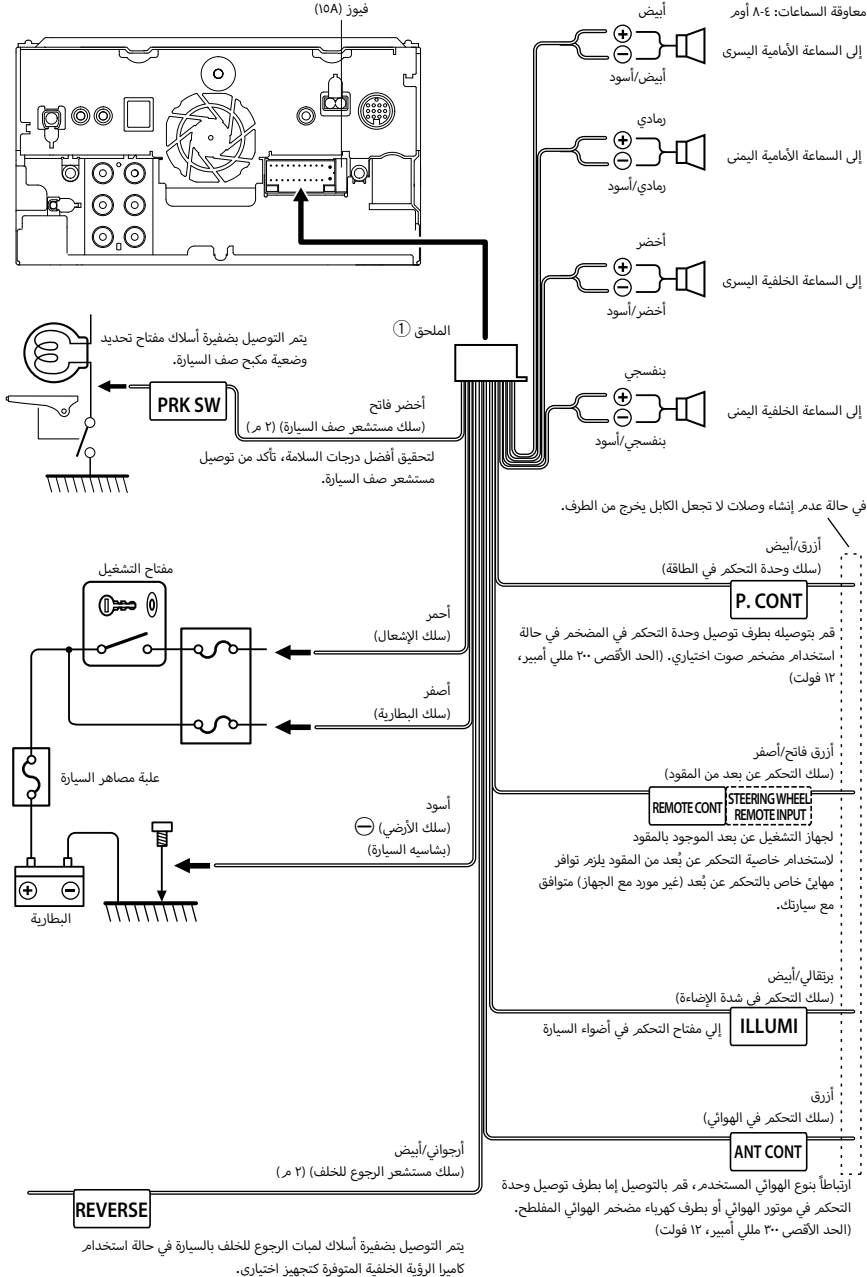 فيوز (١٥A)
معاوقة السماعات: ٤-٨ أوم
أبيض
إلى السماعة الأمامية اليسرى
أبيض/أسود
رمادي
إلى السماعة الأمامية اليمنى
رمادي/أسود
أخضر
إلى السماعة الخلفية اليسرى
أخضر/أسود
بنفسجي
إلى السماعة الخلفية اليمنى
بنفسجي/أسود
الملحق ①
يتم التوصيل بضفيرة أسلاك مفتاح تحديد
وضعية مكبح صف السيارة.
PRK SW
أخضر فاتح
(سلك مستشعر صف السيارة) (٢ م)
لتحقيق أفضل درجات السلامة، تأكد من توصيل
مستشعر صف السيارة.
في حالة عدم إنشاء وصلات لا تجعل الكابل يخرج من الطرف.
أزرق/أبيض
(سلك وحدة التحكم في الطاقة)
P. CONT
قم بتوصيله بطرف توصيل وحدة التحكم في المضخم في حالة
استخدام مضخم صوت اختياري. (الحد الأقصى ٢٠٠ مللي أمبير،
١٢ فولت)
مفتاح التشغيل
أحمر
(سلك الإشعال)
أصفر
(سلك البطارية)
علبة مصاهر السيارة
أسود
(سلك الأرضي) ⊖
(بشاسيه السيارة)
البطارية
أزرق فاتح/أصفر
(سلك التحكم عن بعد من المقود)
REMOTE CONT
STEERING WHEEL
REMOTE INPUT
لجهاز التشغيل عن بعد الموجود بالمقود
لاستخدام خاصية التحكم عن بُعد من المقود يلزم توافر
مهايئ خاص بالتحكم عن بُعد (غير مورد مع الجهاز) متوافق
مع سيارتك.
برتقالي/أبيض
(سلك التحكم في شدة الإضاءة)
ILLUMI
إلي مفتاح التحكم في أضواء السيارة
أزرق
(سلك التحكم في الهوائي)
ANT CONT
ارتباطاً بنوع الهوائي المستخدم، قم بالتوصيل إما بطرف توصيل وحدة
التحكم في موتور الهوائي أو بطرف كهرباء مضخم الهوائي المفلطح.
(الحد الأقصى ٣٠٠ مللي أمبير، ١٢ فولت)
أرجواني/أبيض
(سلك مستشعر الرجوع للخلف) (٢ م)
REVERSE
يتم التوصيل بضفيرة أسلاك لمبات الرجوع للخلف بالسيارة في حالة استخدام
كاميرا الرؤية الخلفية المتوفرة كتجهيز اختياري.